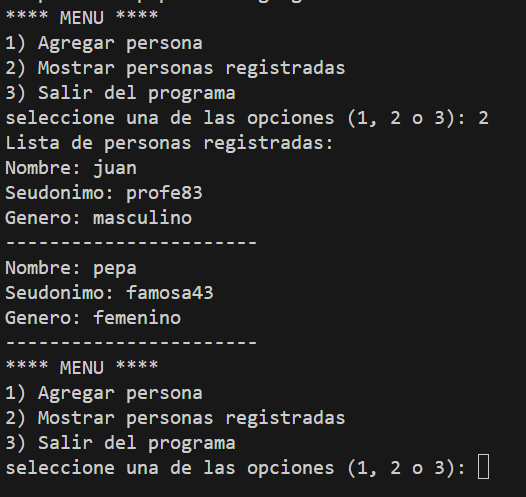 **** MENU ****
1) Agregar persona
2) Mostrar personas registradas
3) Salir del programa
seleccione una de las opciones (1, 2 o 3): 2
Lista de personas registradas:
Nombre: juan
Seudonimo: profe83
Genero: masculino
-----------------------
Nombre: pepa
Seudonimo: famosa43
Genero: femenino
-----------------------
**** MENU ****
1) Agregar persona
2) Mostrar personas registradas
3) Salir del programa
seleccione una de las opciones (1, 2 o 3):